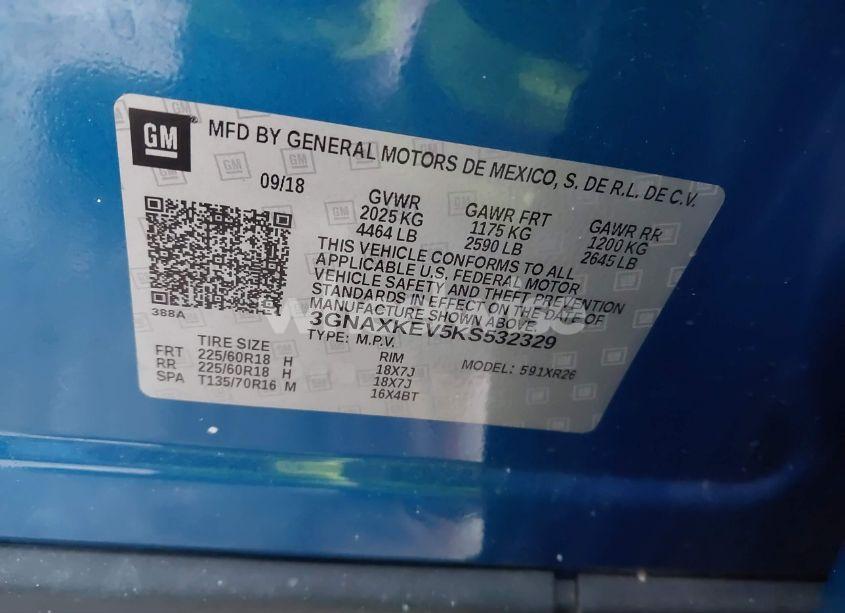 GM MFD BY GENERAL MOTORS DE MEXICO, S. DE R.L. DE C.V.
09/18
GVWR GAWR FRT GAWR RR
2025 KG 1175 KG 1200 KG
4464 LB 2590 LB 2645 LB
THIS VEHICLE CONFORMS TO ALL
APPLICABLE U.S. FEDERAL MOTOR
VEHICLE SAFETY AND THEFT PREVENTION
STANDARDS IN EFFECT ON THE DATE OF
MANUFACTURE SHOWN ABOVE.
388A
3GNAXKEV5KS532329
TYPE: M.P.V. MODEL: 591XR26
TIRE SIZE RIM
FRT 225/60R18 H 18X7J
RR 225/60R18 H 18X7J
SPA T135/70R16 M 16X4BT